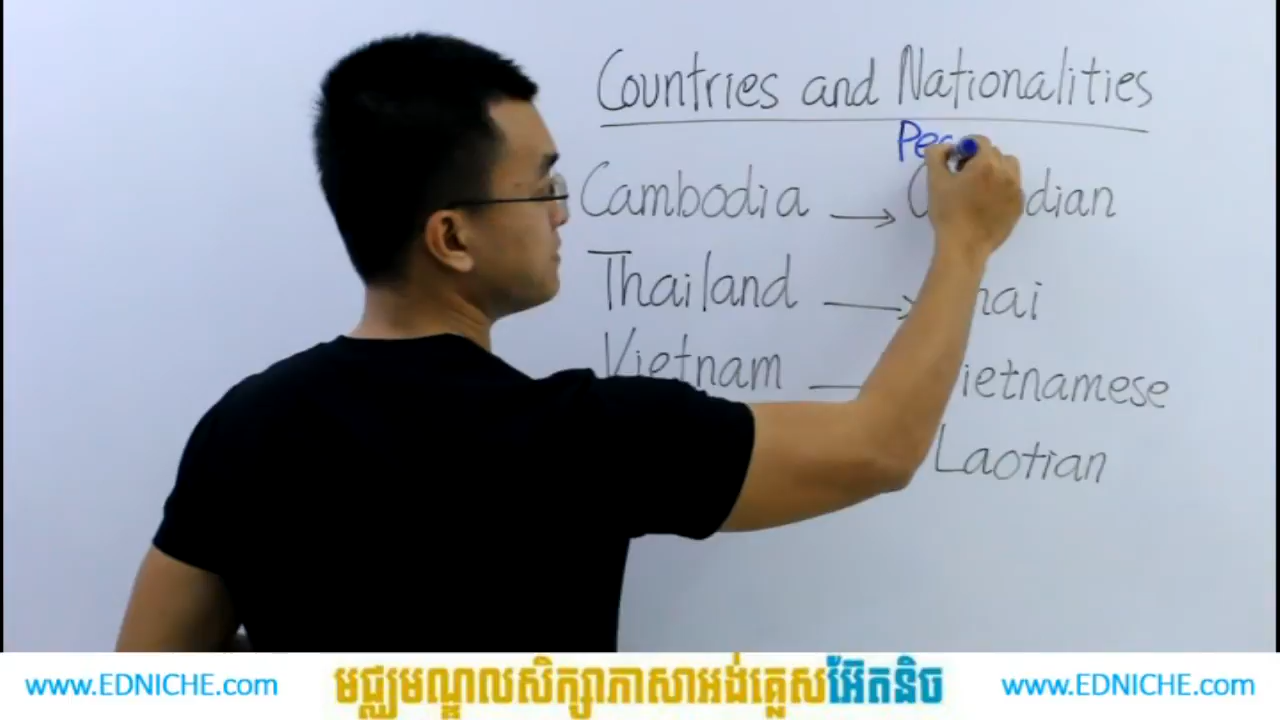 Countries and Nationalities
Cambodia →
Thailand →
Vietnam
Vietnamese
Laotian
www.EDNICHE.com មជ្ឈមណ្ឌលសិក្សាភាសាអង់គ្លេសអ៊ែតនិច www.EDNICHE.com